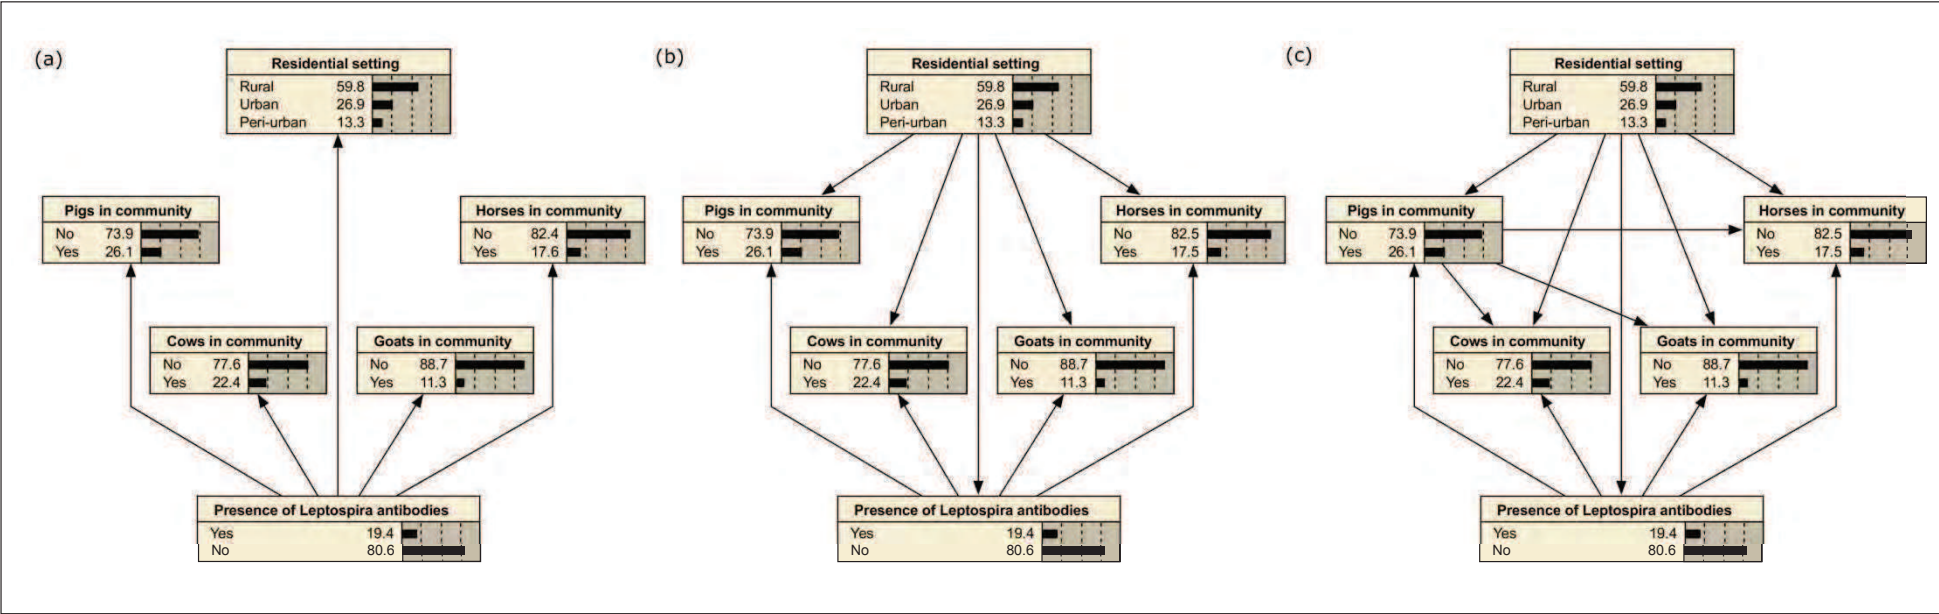 (a)
Residential setting
Rural 59.8
Urban 26.9
Peri-urban 13.3
Pigs in community
No 73.9
Yes 26.1
Horses in community
No 82.4
Yes 17.6
Cows in community
No 77.6
Yes 22.4
Goats in community
No 88.7
Yes 11.3
Presence of Leptospira antibodies
Yes 19.4
No 80.6
(b)
Residential setting
Rural 59.8
Urban 26.9
Peri-urban 13.3
Pigs in community
No 73.9
Yes 26.1
Horses in community
No 82.5
Yes 17.5
Cows in community
No 77.6
Yes 22.4
Goats in community
No 88.7
Yes 11.3
Presence of Leptospira antibodies
Yes 19.4
No 80.6
(c)
Residential setting
Rural 59.8
Urban 26.9
Peri-urban 13.3
Pigs in community
No 73.9
Yes 26.1
Horses in community
No 82.5
Yes 17.5
Cows in community
No 77.6
Yes 22.4
Goats in community
No 88.7
Yes 11.3
Presence of Leptospira antibodies
Yes 19.4
No 80.6